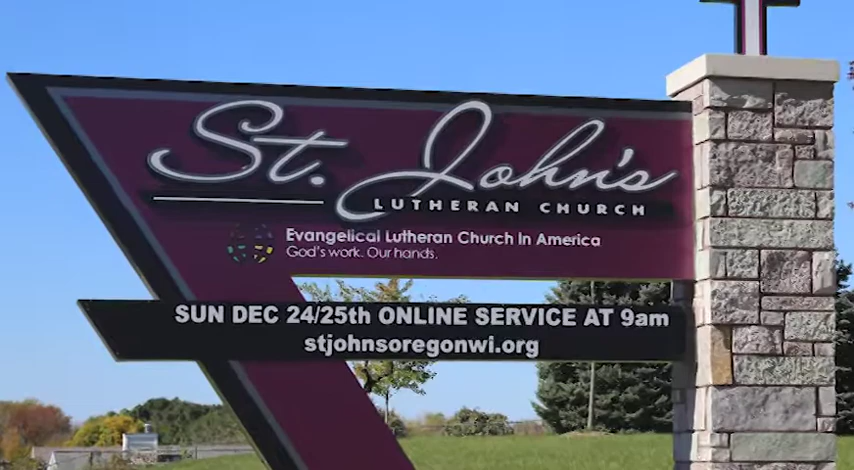 St. John's
LUTHERAN CHURCH
Evangelical Lutheran Church In America
God's work. Our hands.
SUN DEC 24/25th ONLINE SERVICE AT 9am
stjohnsoregonwi.org